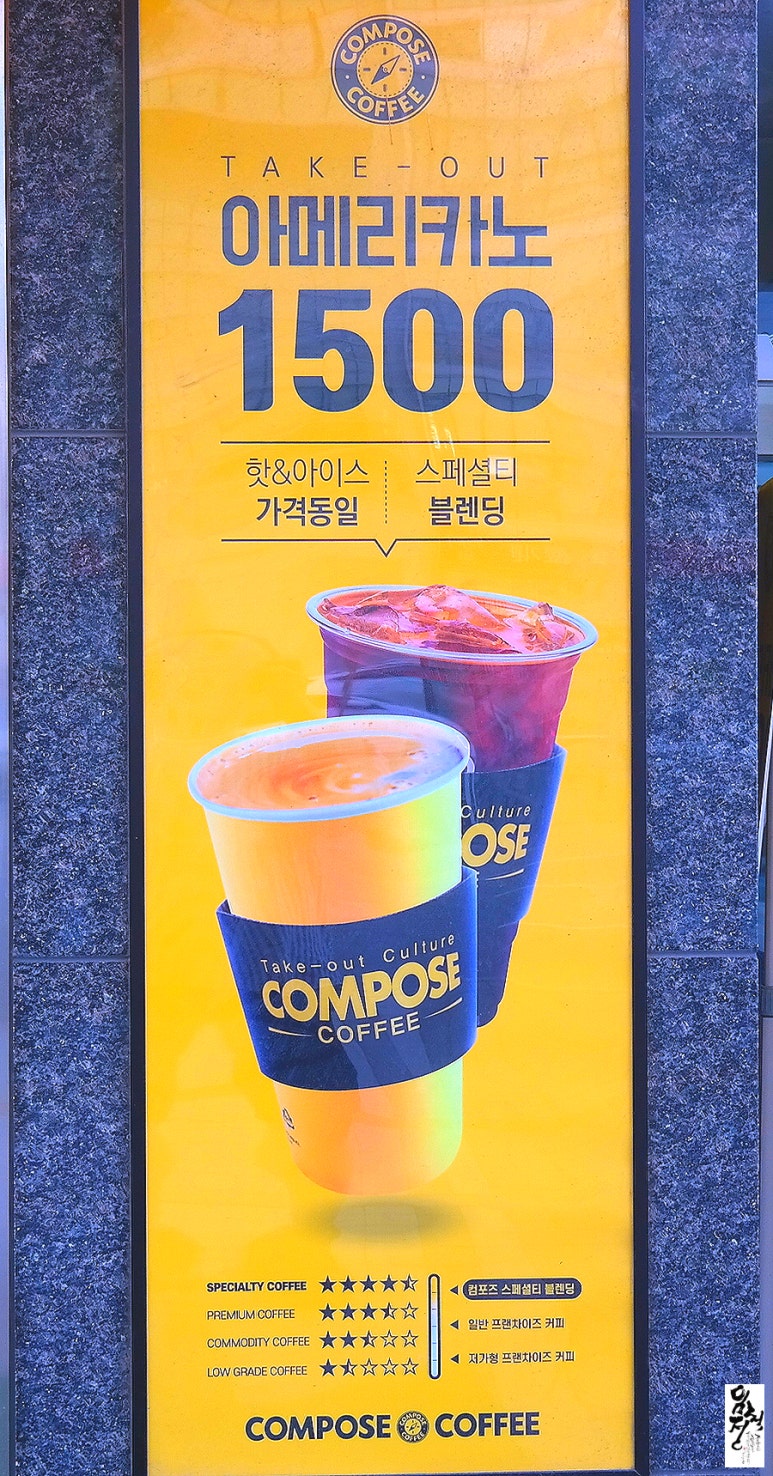 COMPOSE
COFFEE
TAKE-OUT
아메리카노
1500
핫&아이스
가격동일
스페셜티
블렌딩
Culture
OSE
Take-out Culture
COMPOSE
COFFEE
SPECIALTY COFFEE ★★★★⯪
컴포즈 스페셜티 블렌딩
PREMIUM COFFEE ★★★⯪☆
일반 프랜차이즈 커피
COMMODITY COFFEE ★★⯪☆☆
저가형 프랜차이즈 커피
LOW GRADE COFFEE ★⯪☆☆☆
COMPOSE COFFEE